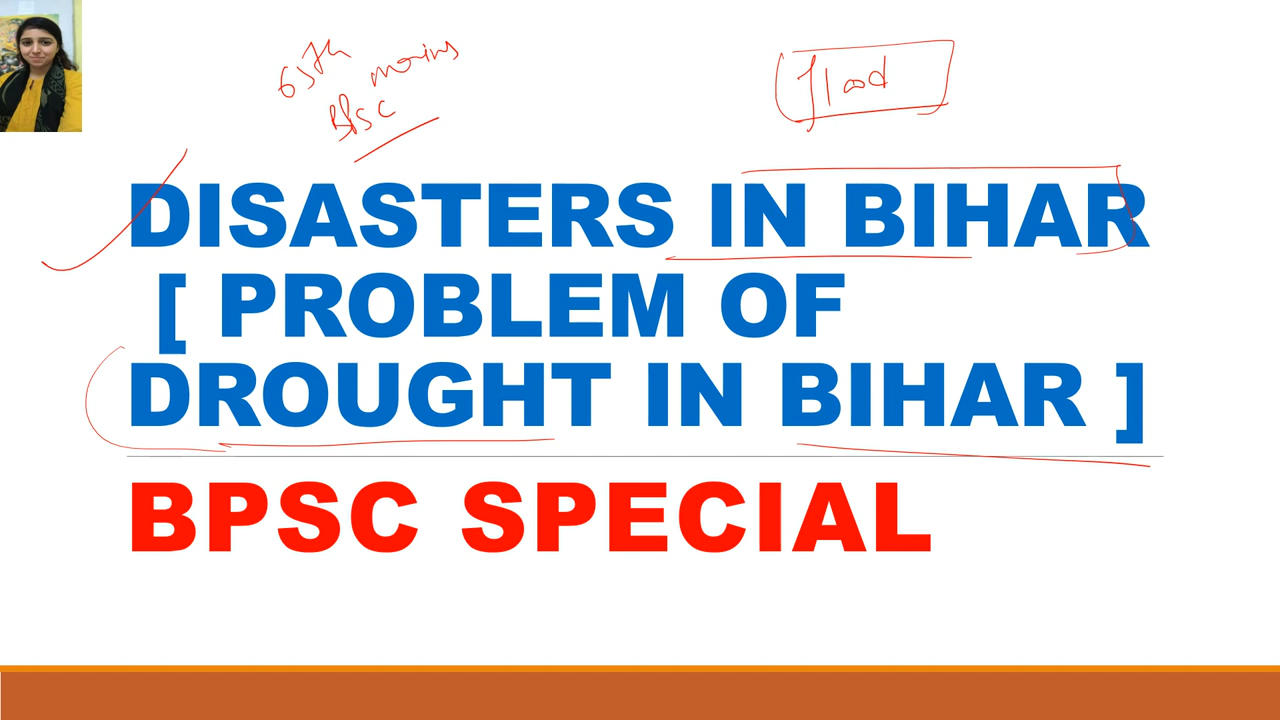 65th mains
BPSC
flood
DISASTERS IN BIHAR
[ PROBLEM OF
DROUGHT IN BIHAR ]
BPSC SPECIAL